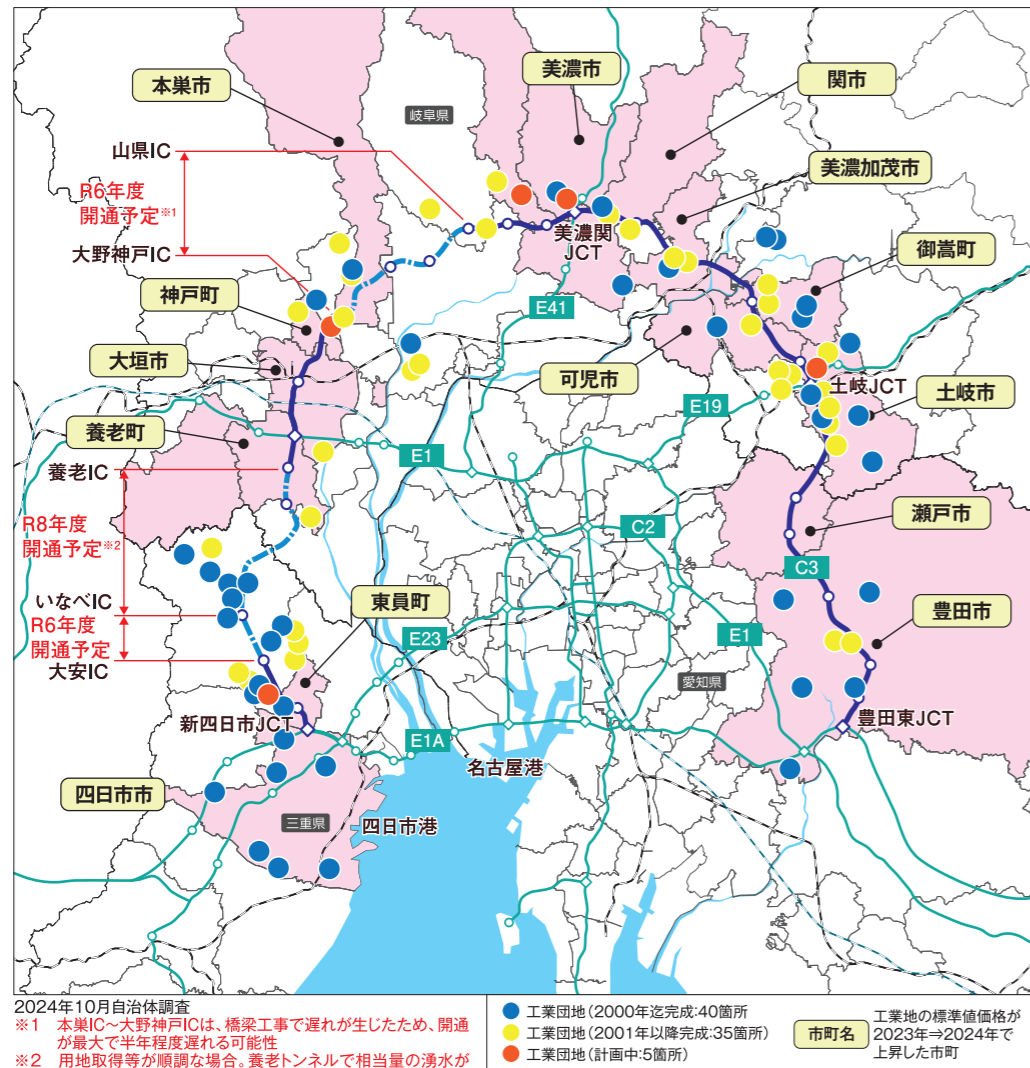 本巣市
美濃市
関市
岐阜県
山県IC
R6年度
開通予定※1
大野神戸IC
美濃加茂市
美濃関
JCT
御嵩町
神戸町
E41
大垣市
可児市
土岐JCT
土岐市
E19
養老町
E1
養老IC
瀬戸市
R8年度
開通予定※2
C2
C3
いなべIC
東員町
R6年度
開通予定
E23
E1
豊田市
大安IC
愛知県
新四日市JCT
豊田東JCT
E1A
名古屋港
四日市市
三重県
四日市港
2024年10月自治体調査
※1 本巣IC~大野神戸ICは、橋梁工事で遅れが生じたため、開通
が最大で半年程度遅れる可能性
※2 用地取得等が順調な場合。養老トンネルで相当量の湧水が
工業団地(2000年迄完成:40箇所
工業団地(2001年以降完成:35箇所)
工業団地(計画中:5箇所)
市町名
工業地の標準値価格が
2023年⇒2024年で
上昇した市町